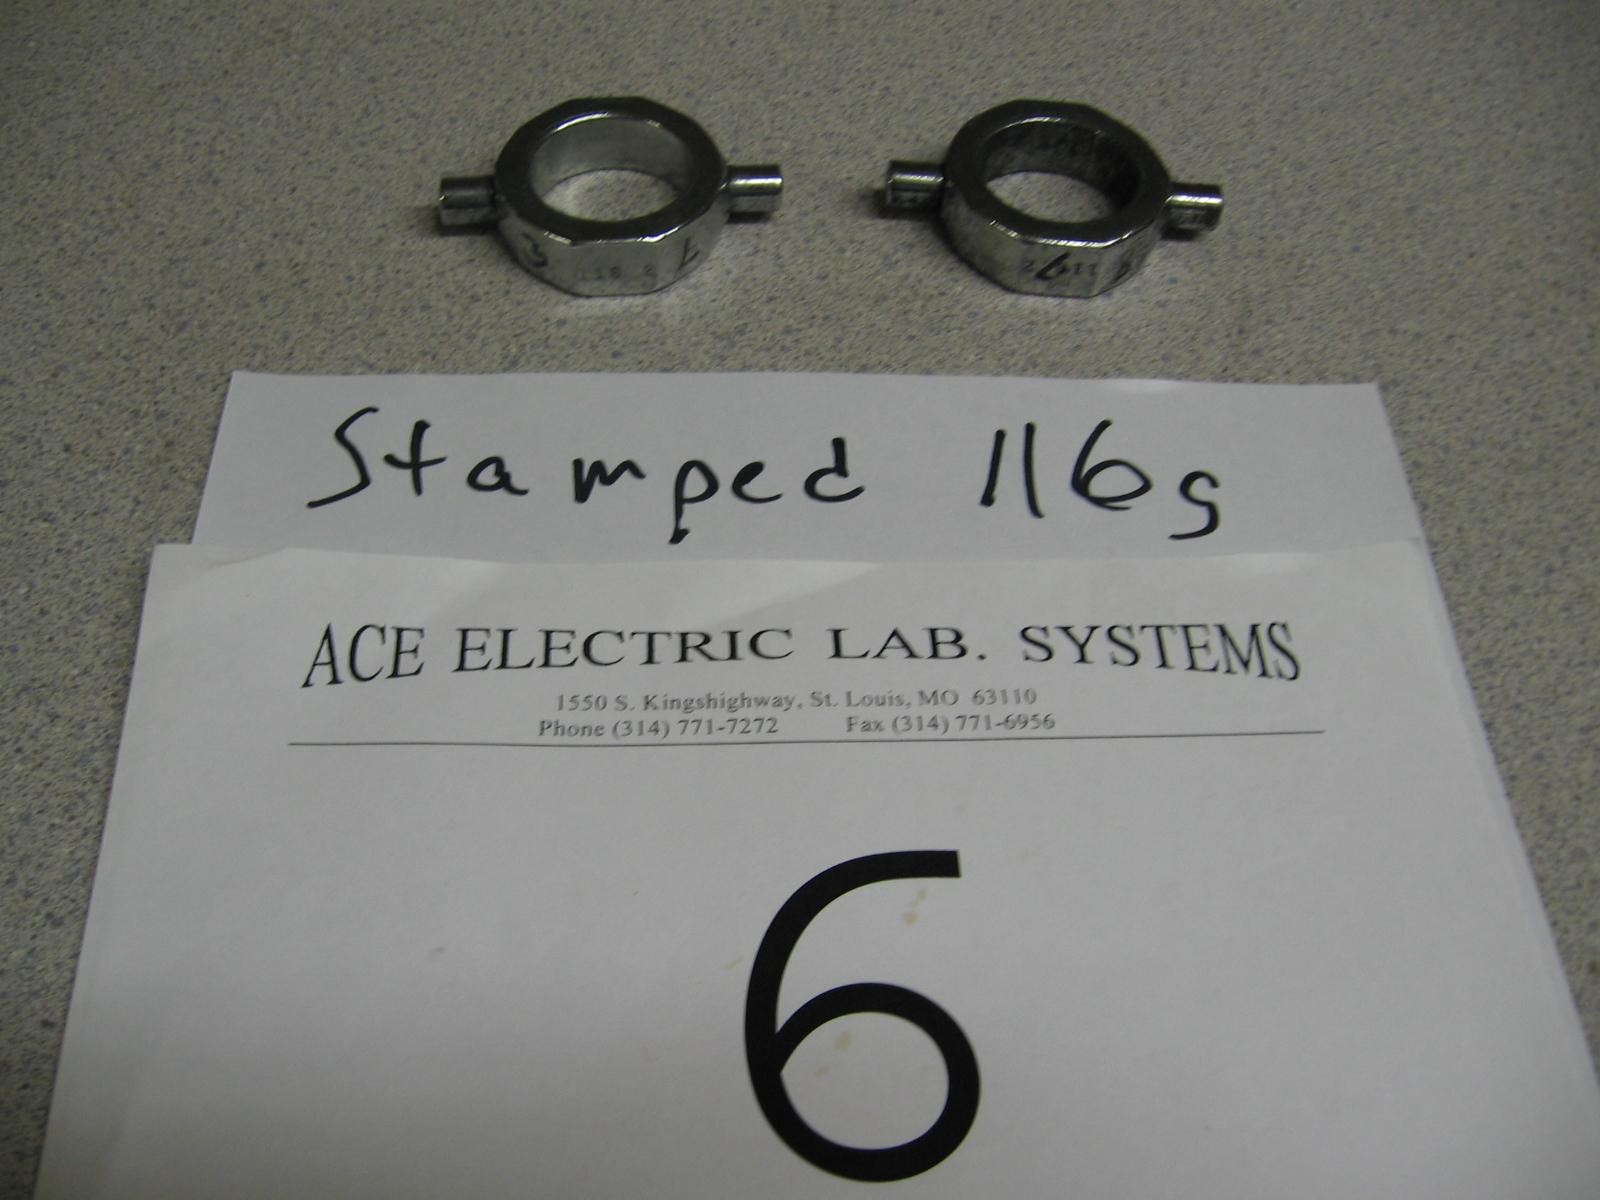 Stamped 116g
ACE ELECTRIC LAB. SYSTEMS
1550 S. Kingshighway, St. Louis, MO 63110
Phone (314) 771-7272 Fax (314) 771-6956
6